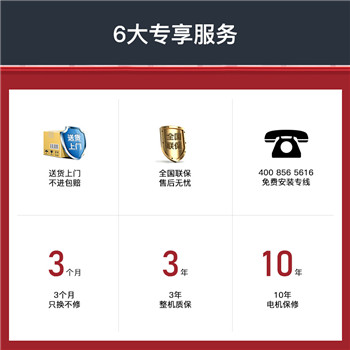 6大专享服务
送货
上门
全国
联保
送货上门
不进包赔
全国联保
售后无忧
400 856 5616
免费安装专线
3个月
3年
10年
3个月
只换不修
3年
整机质保
10年
电机保修